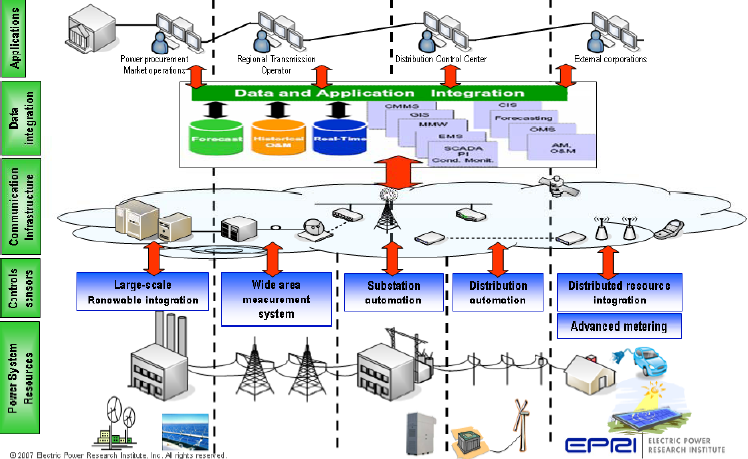 Applications
Power procurement
Market operations
Regional Transmission
Operator
Distribution Control Center
External corporations
Data
integration
Data and Application Integration
Forecast
Historical
O&M
Real-Time
CMMS
GIS
MMW
EMS
SCADA
PI
Cond. Monit.
CIS
Forecasting
OMS
AM,
O&M
Communication
Infrastructure
Controls
sensors
Large-scale
Renowable integration
Wide area
measurement
system
Substation
automation
Distribution
automation
Distributed resource
integration
Advanced metering
Power System
Resources
EPRI
ELECTRIC POWER
RESEARCH INSTITUTE
© 2007 Electric Power Research Institute, Inc. All rights reserved.